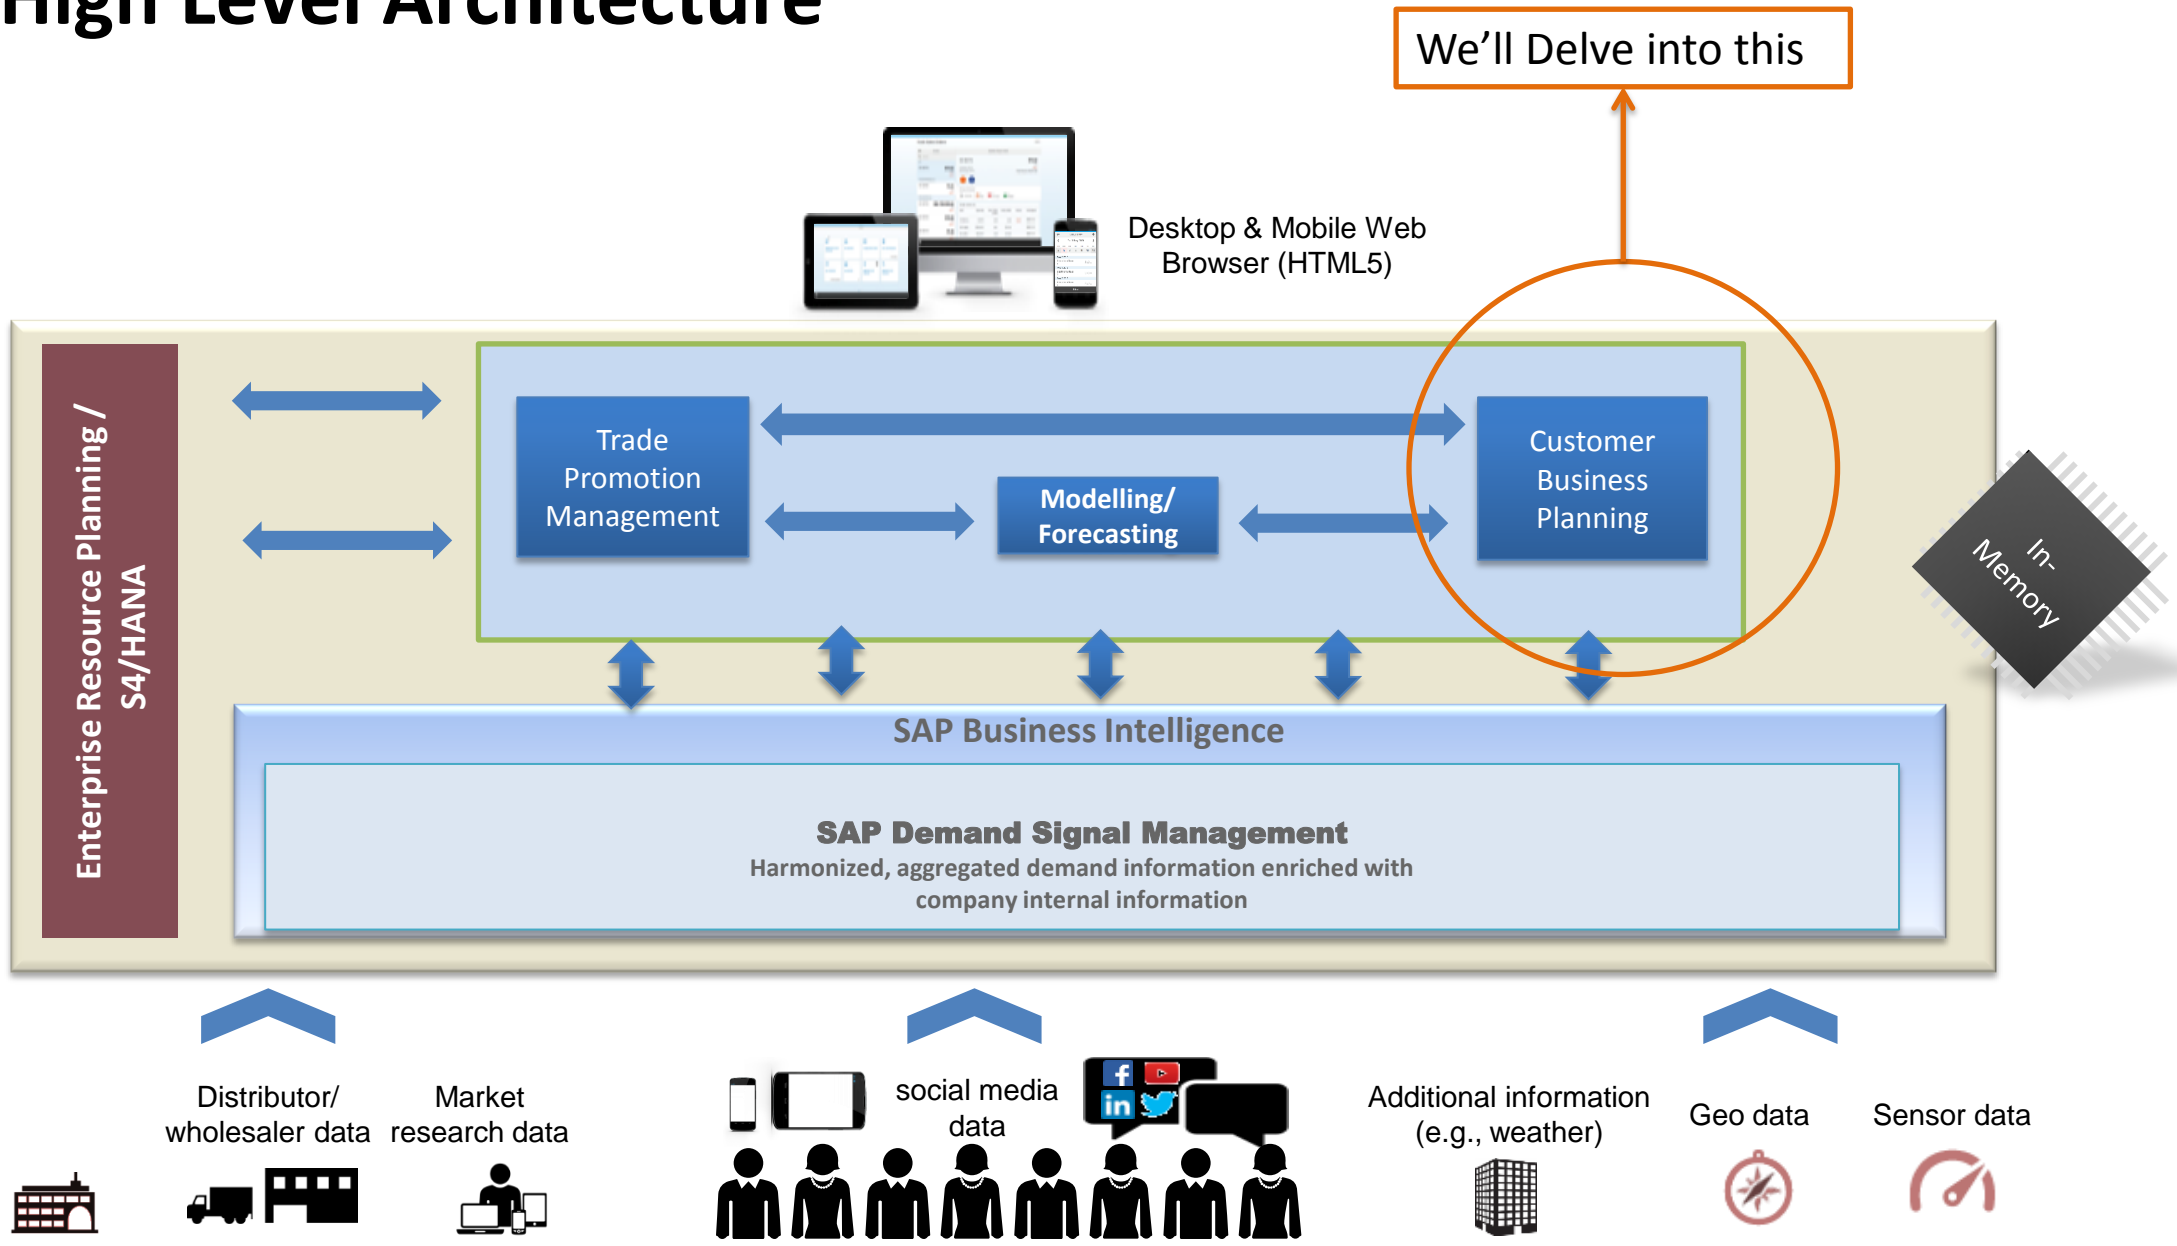 High Level Architecture
We'll Delve into this
Desktop & Mobile Web
Browser (HTML5)
Enterprise Resource Planning /
S4/HANA
Trade
Promotion
Management
Modelling/
Forecasting
Customer
Business
Planning
In-
Memory
SAP Business Intelligence
SAP Demand Signal Management
Harmonized, aggregated demand information enriched with
company internal information
Distributor/
wholesaler data
Market
research data
social media
data
f
in
Additional information
(e.g., weather)
Geo data
Sensor data